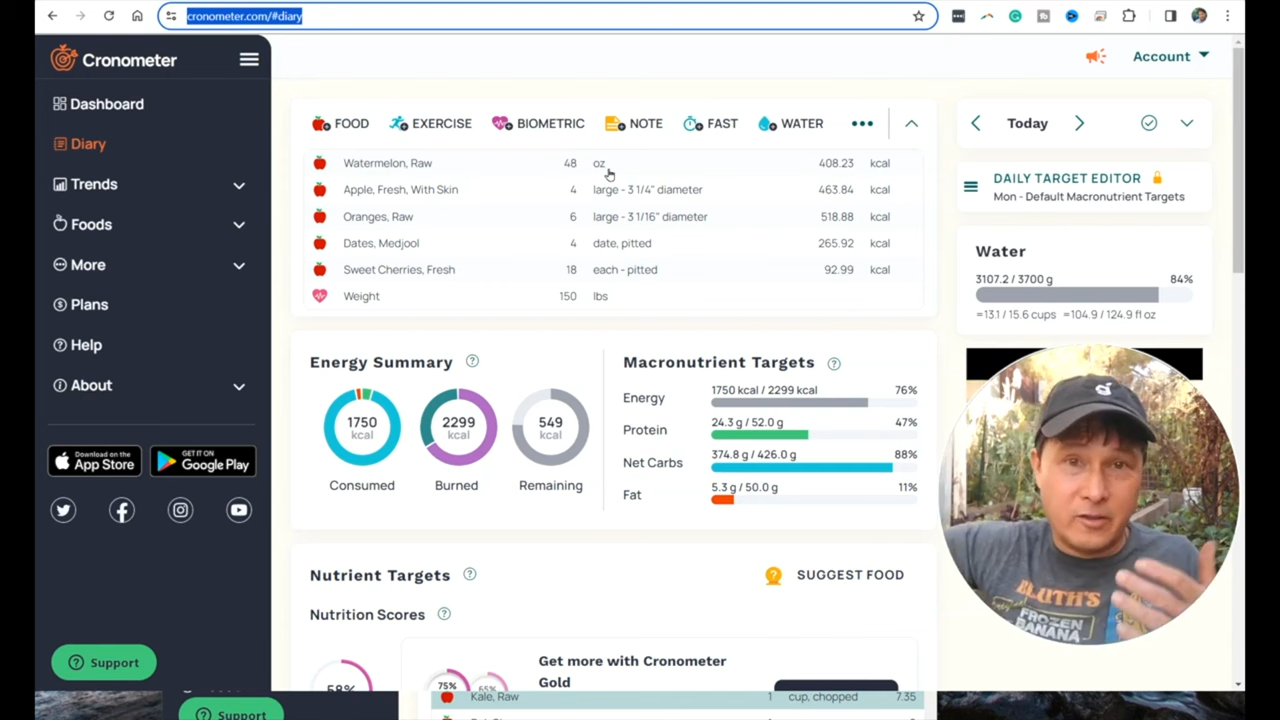 cronometer.com/#diary
Cronometer
Account
Dashboard
Diary
Trends
Foods
More
Plans
Help
About
Download on the App Store
GET IT ON Google Play
Support
Support
FOOD EXERCISE BIOMETRIC NOTE FAST WATER
Watermelon, Raw 48 oz 408.23 kcal
Apple, Fresh, With Skin 4 large - 3 1/4" diameter 463.84 kcal
Oranges, Raw 6 large - 3 1/16" diameter 518.88 kcal
Dates, Medjool 4 date, pitted 265.92 kcal
Sweet Cherries, Fresh 18 each - pitted 92.99 kcal
Weight 150 lbs
Energy Summary ?
1750 kcal 2299 kcal 549 kcal
Consumed Burned Remaining
Macronutrient Targets ?
1750 kcal / 2299 kcal 76%
Energy
24.3 g / 52.0 g 47%
Protein
374.8 g / 426.0 g 88%
Net Carbs
5.3 g / 50.0 g 11%
Fat
Nutrient Targets ?
SUGGEST FOOD
Nutrition Scores ?
58%
75%
65%
Get more with Cronometer
Gold
Kale, Raw 1 cup, chopped 7.35
Today
DAILY TARGET EDITOR
Mon - Default Macronutrient Targets
Water
3107.2 / 3700 g 84%
=13.1 / 15.6 cups =104.9 / 124.9 fl oz
BLUTH'S
FROZEN
BANANA